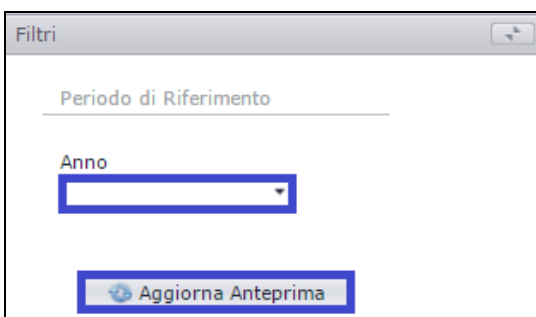 Filtri
Periodo di Riferimento
Anno
Aggiorna Anteprima